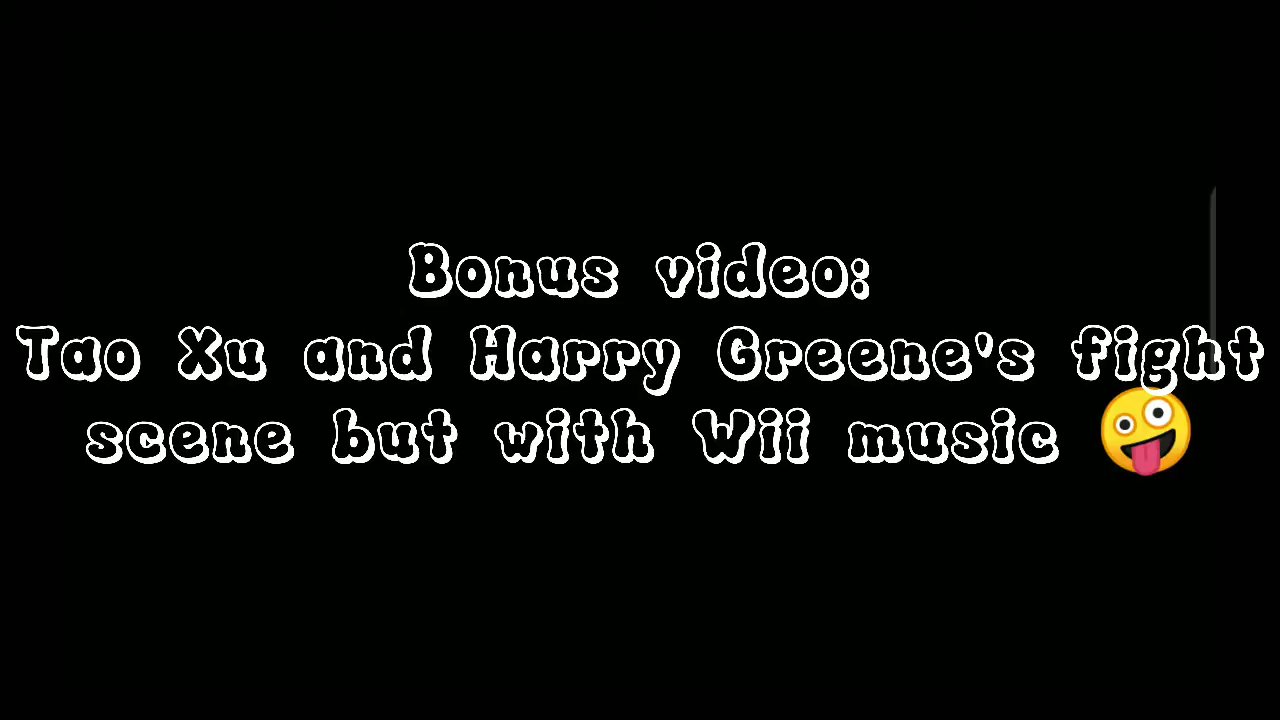 Bonus video:
Tao Xu and Harry Greene's fight
scene but with Wii music 🤪